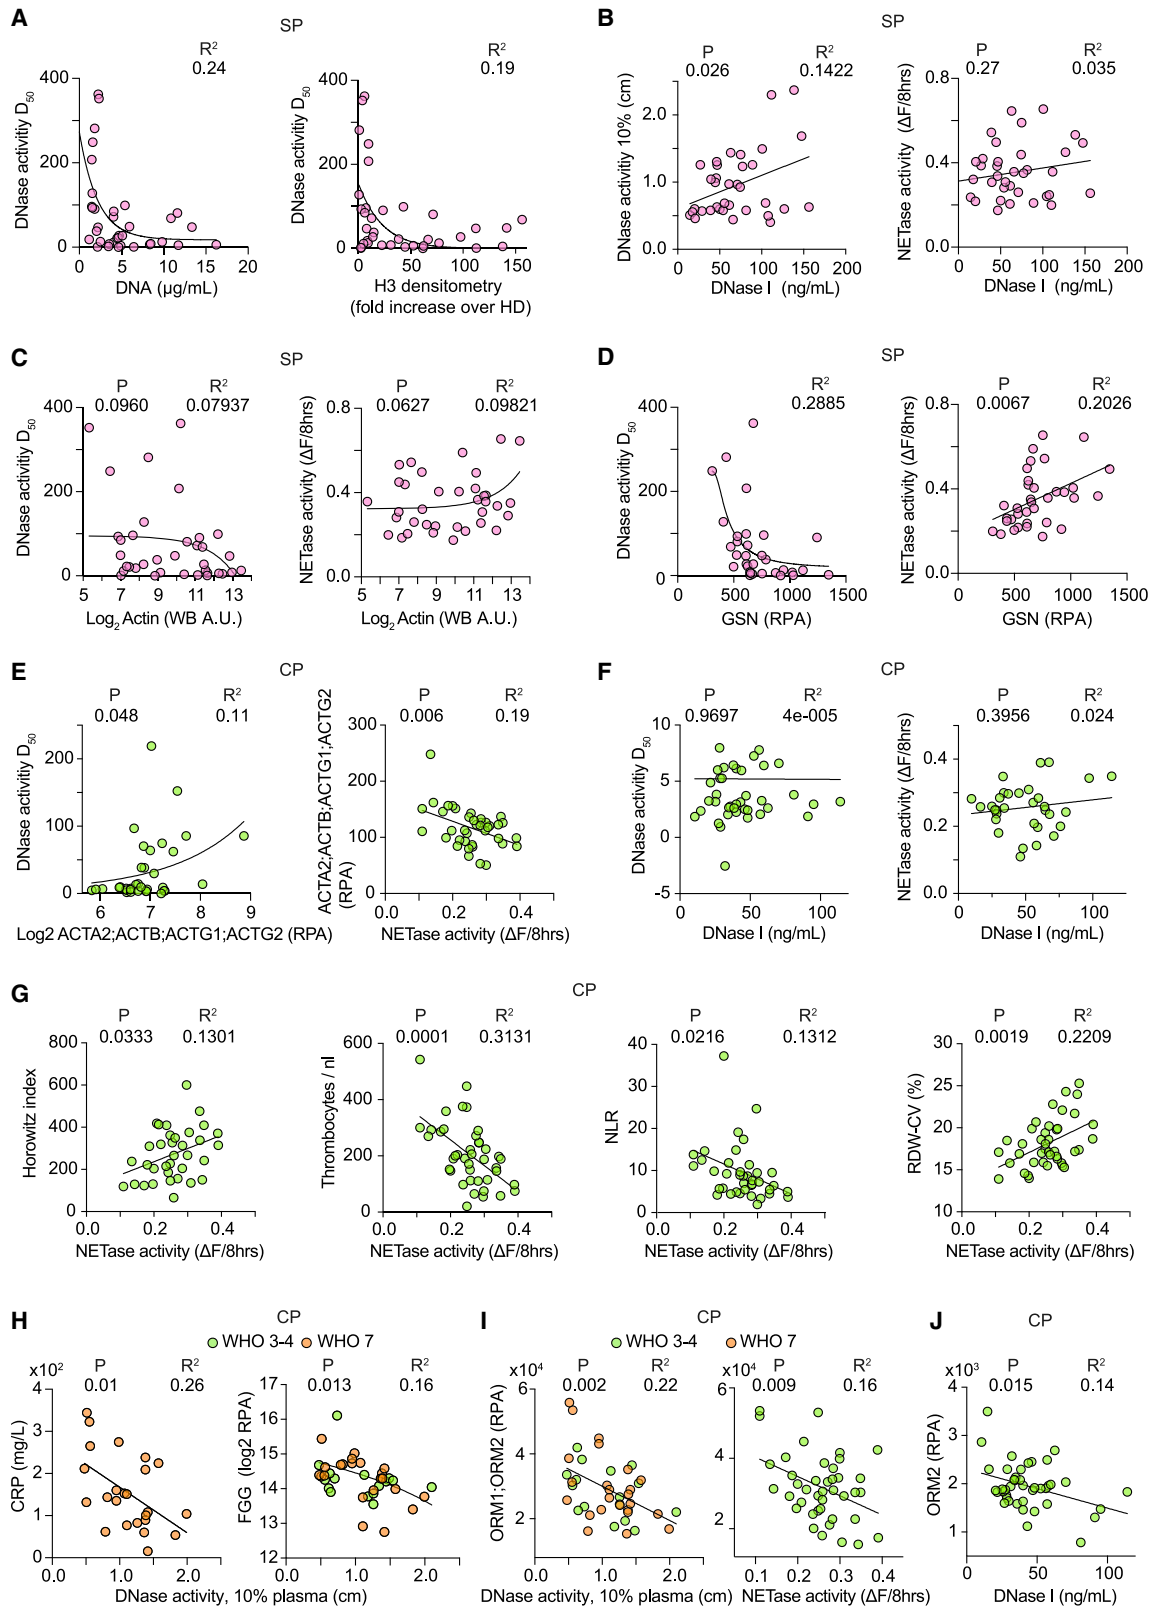 A
SP
R²
0.24
DNase activitiy D₅₀
400
200
0
0 5 10 15 20
DNA (µg/mL)
R²
0.19
DNase activitiy D₅₀
400
200
0
0 50 100 150
H3 densitometry
(fold increase over HD)
B
SP
P R²
0.026 0.1422
DNase activitiy 10% (cm)
2.0
1.0
0.0
0 50 100 150 200
DNase I (ng/mL)
P R²
0.27 0.035
NETase activity (ΔF/8hrs)
0.8
0.4
0.0
0 50 100 150 200
DNase I (ng/mL)
C
SP
P R²
0.0960 0.07937
DNase activitiy D₅₀
400
200
0
5 7 9 11 13
Log₂ Actin (WB A.U.)
P R²
0.0627 0.09821
NETase activity (ΔF/8hrs)
0.8
0.4
0.0
5 7 9 11 13
Log₂ Actin (WB A.U.)
D
SP
R²
0.2885
DNase activitiy D₅₀
400
200
0
0 500 1000 1500
GSN (RPA)
P R²
0.0067 0.2026
NETase activity (ΔF/8hrs)
0.8
0.4
0.0
0 500 1000 1500
GSN (RPA)
E
CP
P R²
0.048 0.11
DNase activitiy D₅₀
200
100
0
6 7 8 9
Log2 ACTA2;ACTB;ACTG1;ACTG2 (RPA)
P R²
0.006 0.19
ACTA2;ACTB;ACTG1;ACTG2
(RPA)
300
200
100
0
0.0 0.2 0.4
NETase activity (ΔF/8hrs)
F
CP
P R²
0.9697 4e-005
DNase activitiy D₅₀
10
5
0
-5
0 50 100
DNase I (ng/mL)
P R²
0.3956 0.024
NETase activity (ΔF/8hrs)
0.4
0.2
0.0
0 50 100
DNase I (ng/mL)
G
CP
P R²
0.0333 0.1301
Horowitz index
800
600
400
200
0
0.0 0.2 0.4
NETase activity (ΔF/8hrs)
P R²
0.0001 0.3131
Thrombocytes / nl
600
400
200
0
0.0 0.2 0.4
NETase activity (ΔF/8hrs)
P R²
0.0216 0.1312
NLR
40
30
20
10
0
0.0 0.2 0.4
NETase activity (ΔF/8hrs)
P R²
0.0019 0.2209
RDW-CV (%)
30
25
20
15
10
0.0 0.2 0.4
NETase activity (ΔF/8hrs)
H
CP
WHO 3-4 WHO 7
x10²
P R²
0.01 0.26
CRP (mg/L)
4
3
2
1
0
0.0 1.0 2.0
P R²
0.013 0.16
FGG (log2 RPA)
17
16
15
14
13
12
0.0 1.0 2.0
DNase activity, 10% plasma (cm)
I
CP
WHO 3-4 WHO 7
x10⁴
P R²
0.002 0.22
ORM1;ORM2 (RPA)
6
4
2
0.0 1.0 2.0
DNase activity, 10% plasma (cm)
x10⁴
P R²
0.009 0.16
6
4
2
0.1 0.2 0.3 0.4
NETase activity (ΔF/8hrs)
J
CP
x10³
P R²
0.015 0.14
ORM2 (RPA)
4
3
2
1
0 50 100
DNase I (ng/mL)